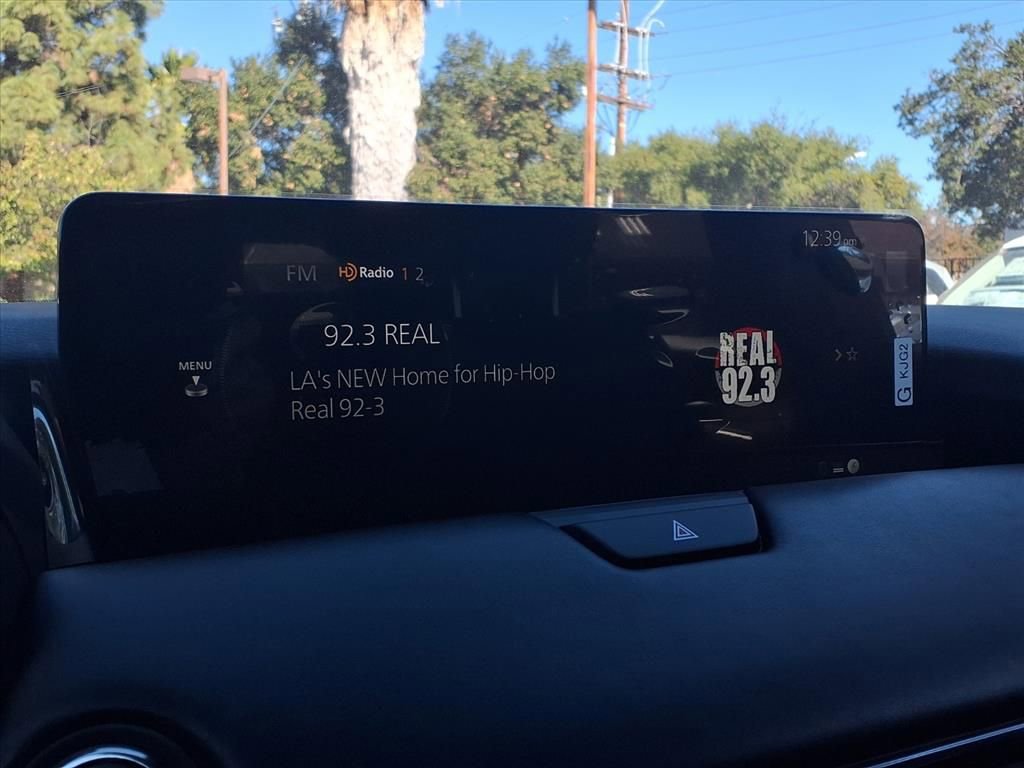 12:39 pm
FM HD Radio 1 2
92.3 REAL
MENU
LA's NEW Home for Hip-Hop
Real 92-3
REAL
92.3
G KJG2